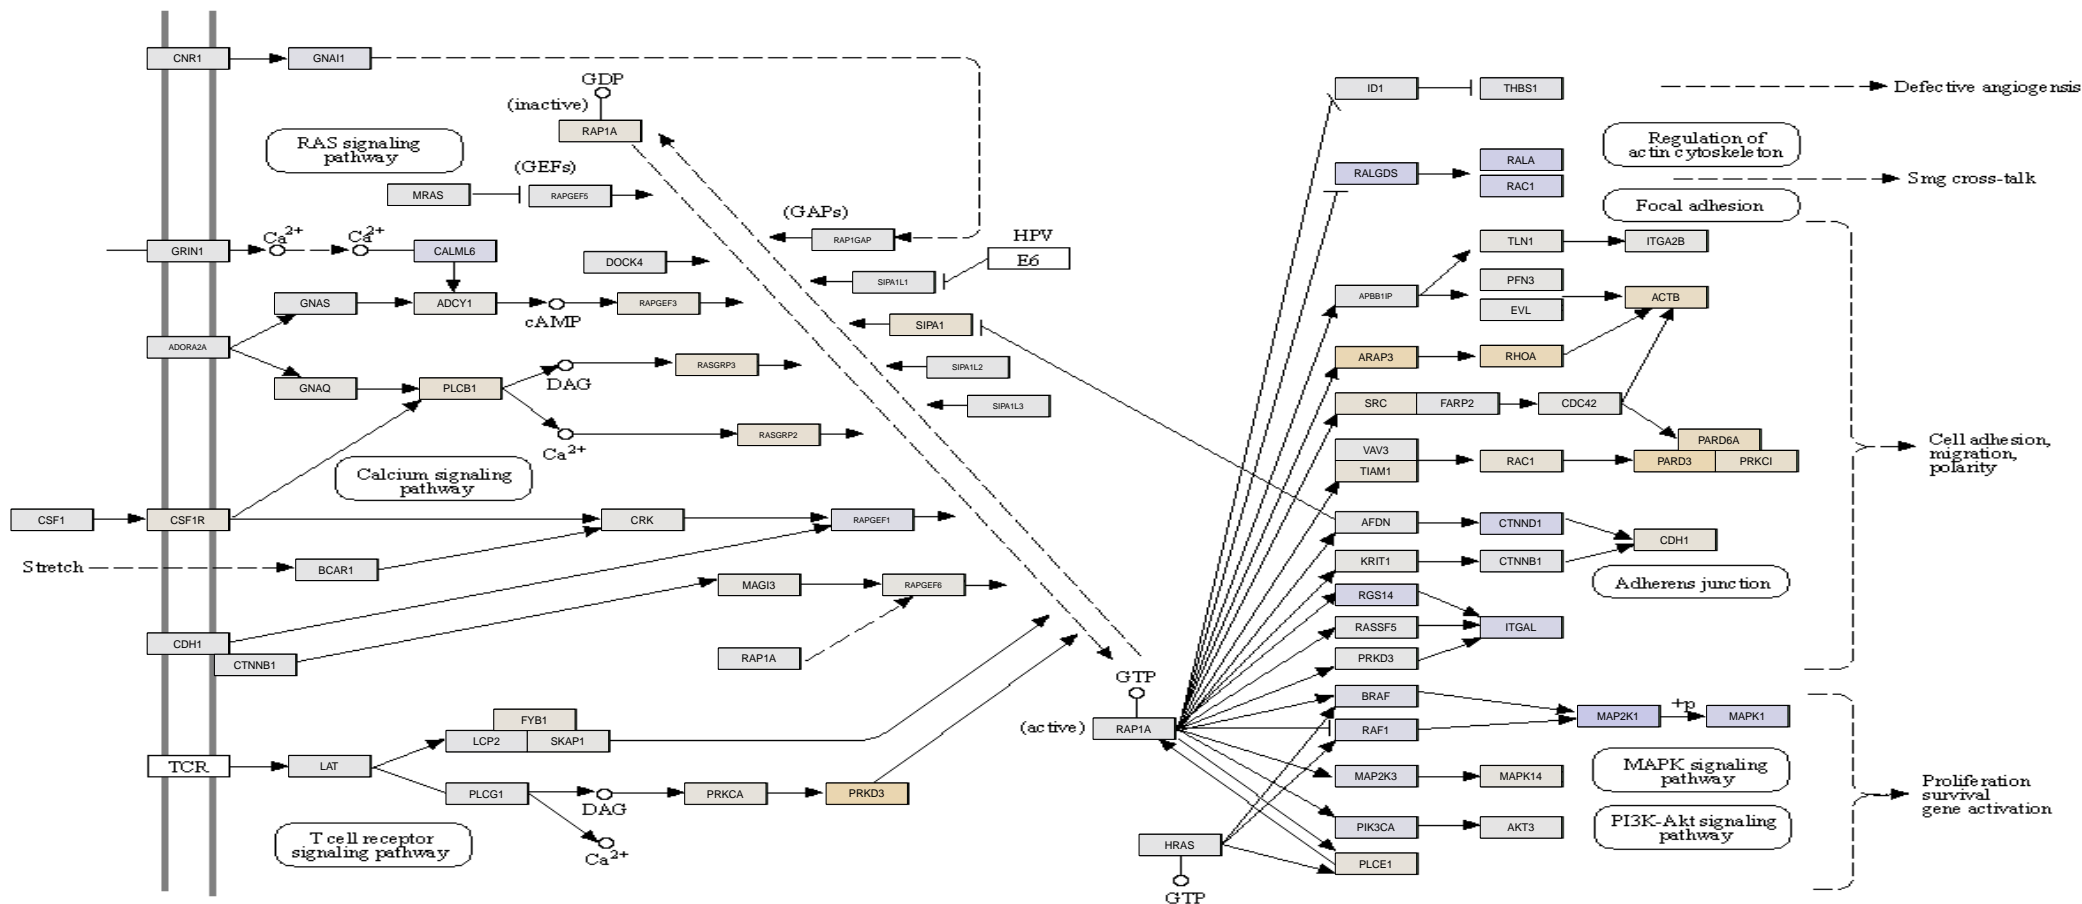 CNR1
GNAI1
GDP
(inactive)
RAP1A
RAS signaling
pathway
(GEFs)
MRAS
RAPGEF5
(GAPs)
RAP1GAP
HPV
E6
GRIN1
Ca2+
Ca2+
CALML6
DOCK4
SIPA1L1
GNAS
ADCY1
cAMP
RAPGEF3
SIPA1
ADORA2A
GNAQ
PLCB1
DAG
RASGRP3
SIPA1L2
SIPA1L3
Ca2+
RASGRP2
Calcium signaling
pathway
CSF1
CSF1R
CRK
RAPGEF1
Stretch
BCAR1
MAGI3
RAPGEF6
CDH1
CTNNB1
RAP1A
FYB1
LCP2
SKAP1
TCR
LAT
PLCG1
DAG
PRKCA
PRKD3
Ca2+
T cell receptor
signaling pathway
GTP
(active)
RAP1A
HRAS
GTP
ID1
THBS1
Defective angiogensis
RALGDS
RALA
RAC1
Regulation of
actin cytoskeleton
Smg cross-talk
Focal adhesion
TLN1
ITGA2B
APBB1IP
PFN3
EVL
ACTB
ARAP3
RHOA
SRC
FARP2
CDC42
VAV3
TIAM1
RAC1
PARD6A
PARD3
PRKCI
Cell adhesion,
migration,
polarity
AFDN
CTNND1
CDH1
KRIT1
CTNNB1
Adherens junction
RGS14
RASSF5
ITGAL
PRKD3
BRAF
RAF1
MAP2K1
+p
MAPK1
MAP2K3
MAPK14
MAPK signaling
pathway
PIK3CA
AKT3
PI3K-Akt signaling
pathway
PLCE1
Proliferation
survival
gene activation